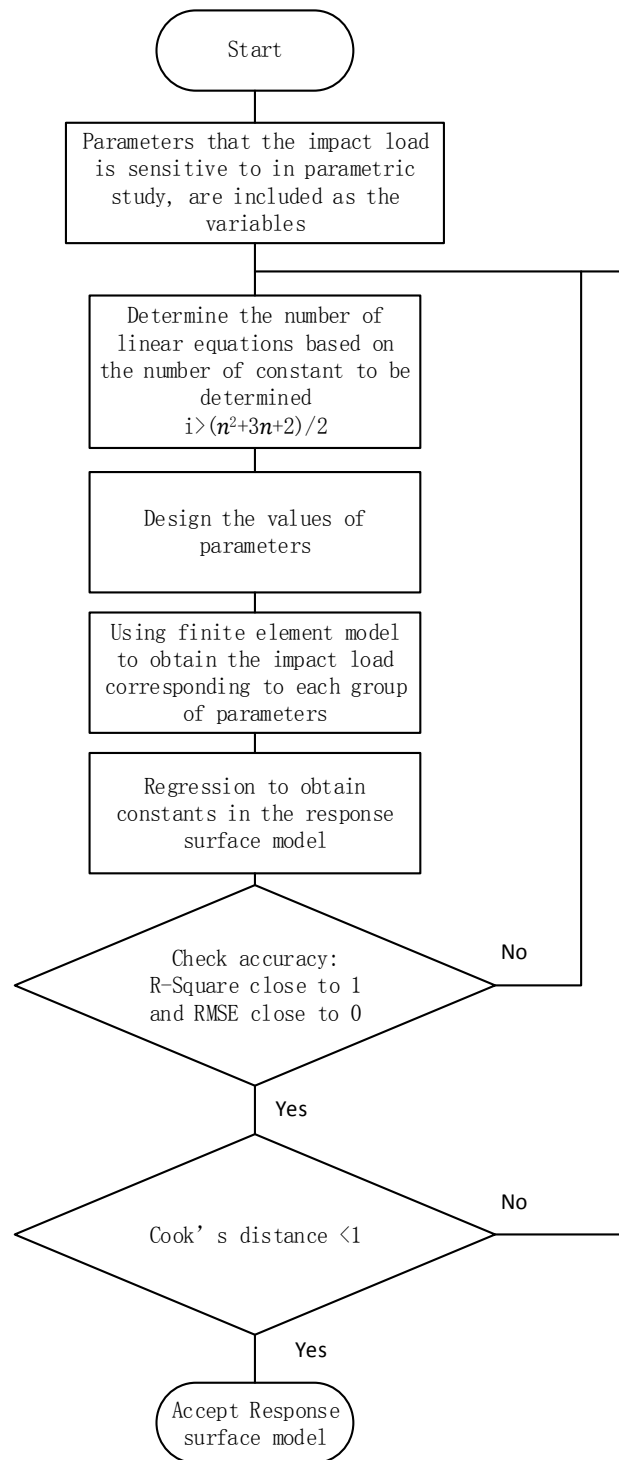 Start
Parameters that the impact load
is sensitive to in parametric
study, are included as the
variables
Determine the number of
linear equations based on
the number of constant to be
determined
i>(n²+3n+2)/2
Design the values of
parameters
Using finite element model
to obtain the impact load
corresponding to each group
of parameters
Regression to obtain
constants in the response
surface model
Check accuracy:
R-Square close to 1
and RMSE close to 0
No
Yes
Cook’s distance <1
No
Yes
Accept Response
surface model